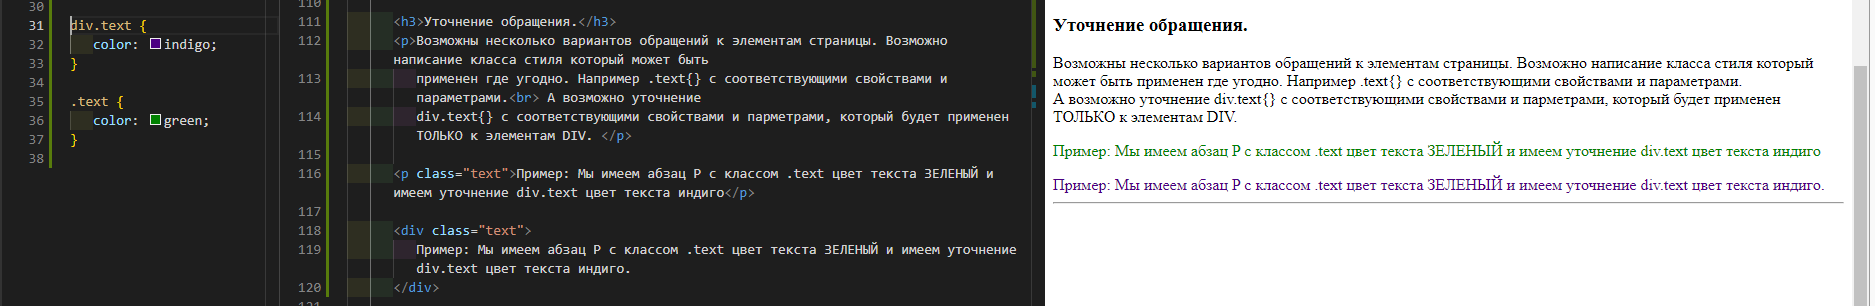 30
31 div.text {
32 color: indigo;
33 }
34
35 .text {
36 color: green;
37 }
38
110
111 <h3>Уточнение обращения.</h3>
112 <p>Возможны несколько вариантов обращений к элементам страницы. Возможно
написание класса стиля который может быть
113 применен где угодно. Например .text{} с соответствующими свойствами и
параметрами.<br> А возможно уточнение
114 div.text{} с соответствующими свойствами и парметрами, который будет применен
ТОЛЬКО к элементам DIV. </p>
115
116 <p class="text">Пример: Мы имеем абзац P с классом .text цвет текста ЗЕЛЕНЫЙ и
имеем уточнение div.text цвет текста индиго</p>
117
118 <div class="text">
119 Пример: Мы имеем абзац P с классом .text цвет текста ЗЕЛЕНЫЙ и имеем уточнение
div.text цвет текста индиго.
120 </div>
121
Уточнение обращения.
Возможны несколько вариантов обращений к элементам страницы. Возможно написание класса стиля который
может быть применен где угодно. Например .text{} с соответствующими свойствами и параметрами.
А возможно уточнение div.text{} с соответствующими свойствами и парметрами, который будет применен
ТОЛЬКО к элементам DIV.
Пример: Мы имеем абзац P с классом .text цвет текста ЗЕЛЕНЫЙ и имеем уточнение div.text цвет текста индиго
Пример: Мы имеем абзац P с классом .text цвет текста ЗЕЛЕНЫЙ и имеем уточнение div.text цвет текста индиго.